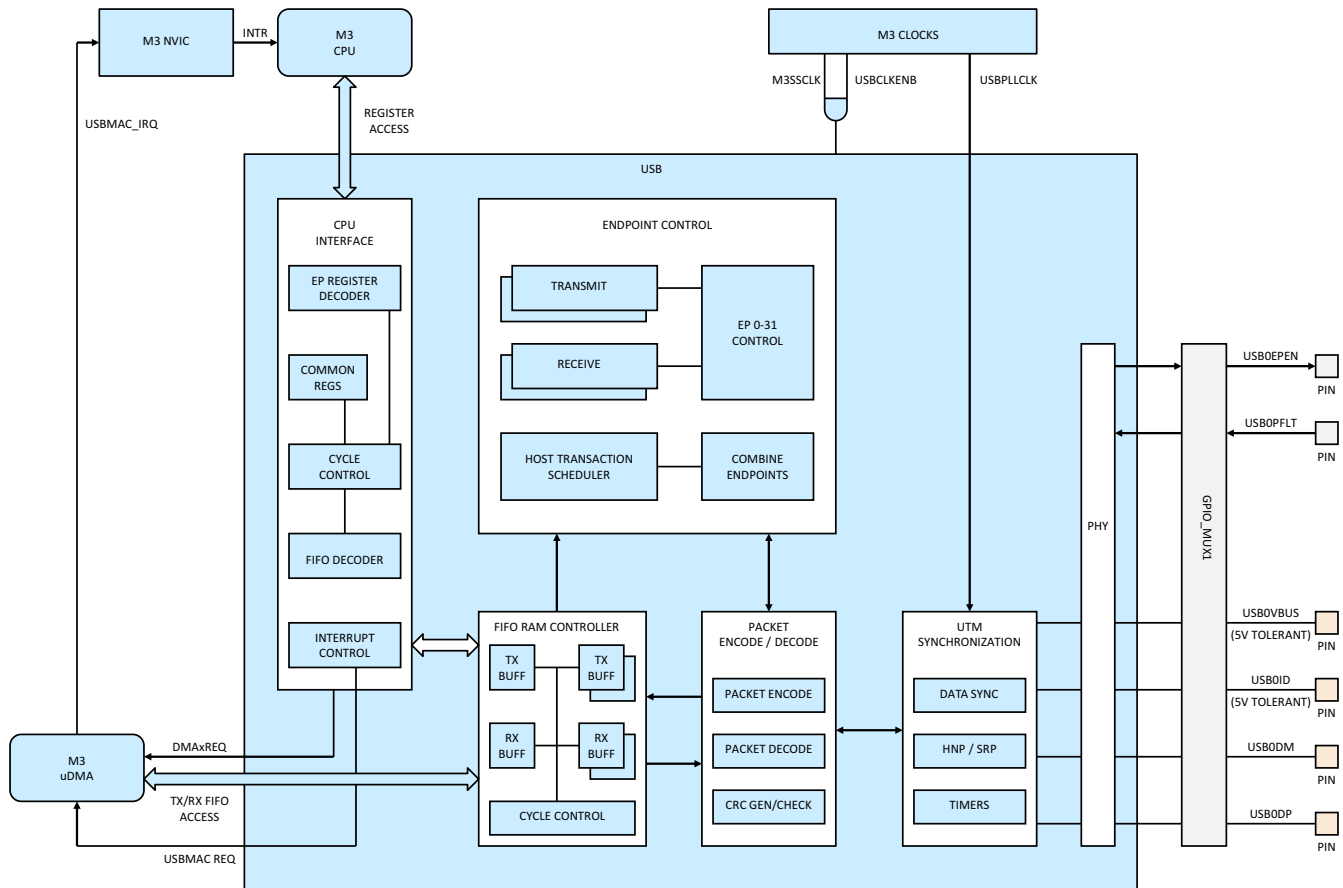 M3 NVIC
INTR
M3
CPU
M3 CLOCKS
M3SSCLK
USBCLKENB
USBPLLCLK
USBMAC_IRQ
REGISTER
ACCESS
USB
CPU
INTERFACE
EP REGISTER
DECODER
COMMON
REGS
CYCLE
CONTROL
FIFO DECODER
INTERRUPT
CONTROL
ENDPOINT CONTROL
TRANSMIT
RECEIVE
EP 0-31
CONTROL
HOST TRANSACTION
SCHEDULER
COMBINE
ENDPOINTS
FIFO RAM CONTROLLER
TX
BUFF
TX
BUFF
RX
BUFF
RX
BUFF
CYCLE CONTROL
PACKET
ENCODE / DECODE
PACKET ENCODE
PACKET DECODE
CRC GEN/CHECK
UTM
SYNCHRONIZATION
DATA SYNC
HNP / SRP
TIMERS
PHY
GPIO_MUX1
USB0EPEN
PIN
USB0PFLT
PIN
USB0VBUS
(5V TOLERANT)
PIN
USB0ID
(5V TOLERANT)
PIN
USB0DM
PIN
USB0DP
PIN
M3
uDMA
DMAxREQ
TX/RX FIFO
ACCESS
USBMAC REQ